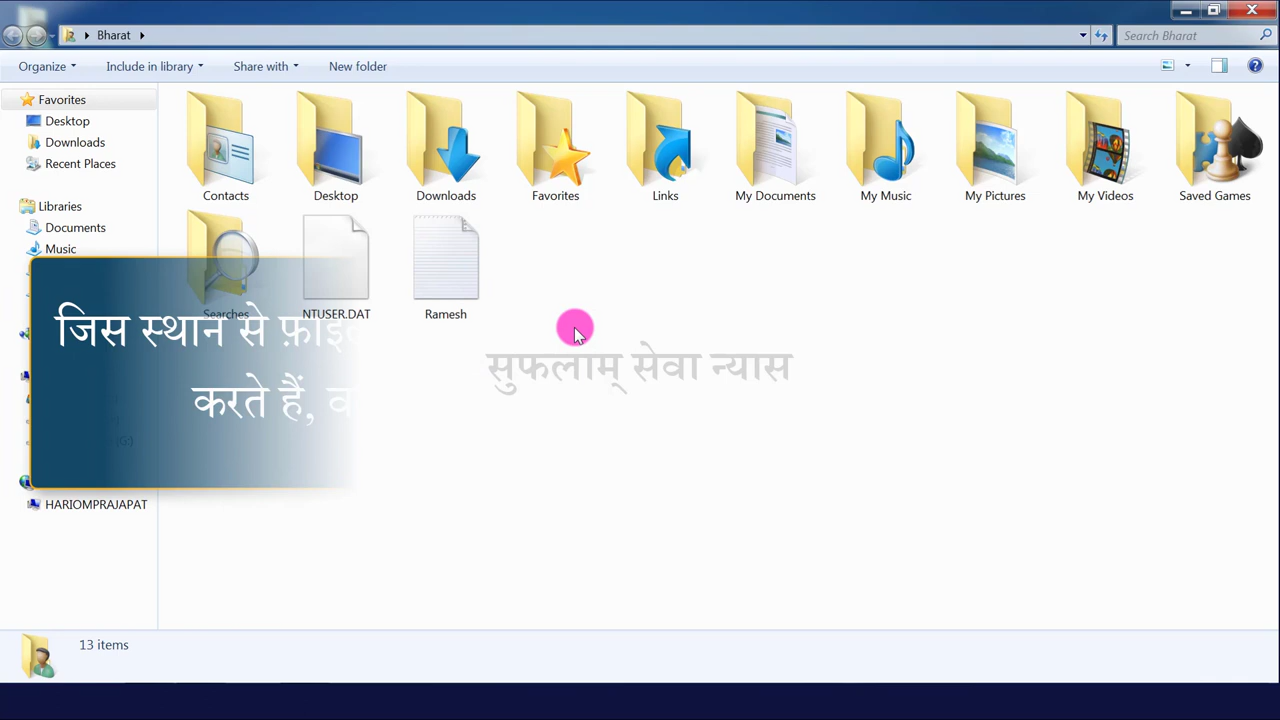 Bharat
Search Bharat
Organize
Include in library
Share with
New folder
Favorites
Desktop
Downloads
Recent Places
Libraries
Documents
Music
HARIOMPRAJAPAT
Contacts
Desktop
Downloads
Favorites
Links
My Documents
My Music
My Pictures
My Videos
Saved Games
Searches
NTUSER.DAT
Ramesh
जिस स्थान से फ़ाइल
करते हैं,
सुफलाम् सेवा न्यास
13 items